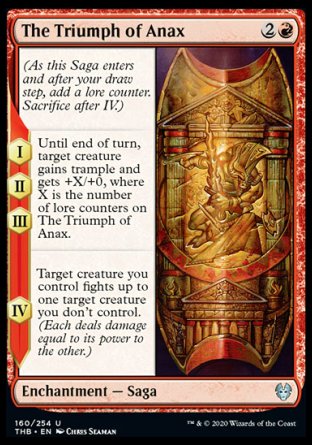 The Triumph of Anax 2
(As this Saga enters
and after your draw
step, add a lore counter.
Sacrifice after IV.)
I
II
III
Until end of turn,
target creature
gains trample and
gets +X/+0, where
X is the number
of lore counters on
The Triumph of
Anax.
IV
Target creature you
control fights up to
one target creature
you don't control.
(Each deals damage
equal to its power to
the other.)
Enchantment — Saga
160/254 U
THB • EN Chris Seaman
™ & © 2020 Wizards of the Coast